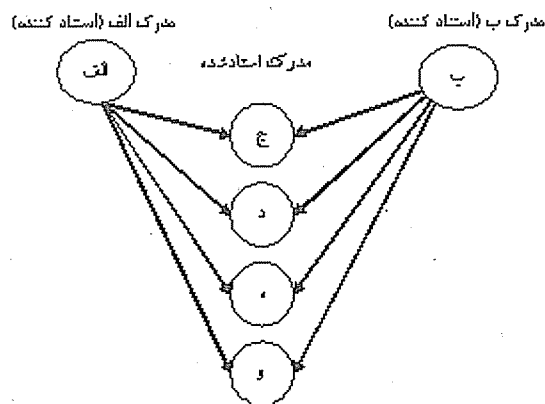 مدرک ب (استناد کننده)
مدرک الف (استناد کننده)
مدرک استنادشده
ب
الف
ج
د
ه
و